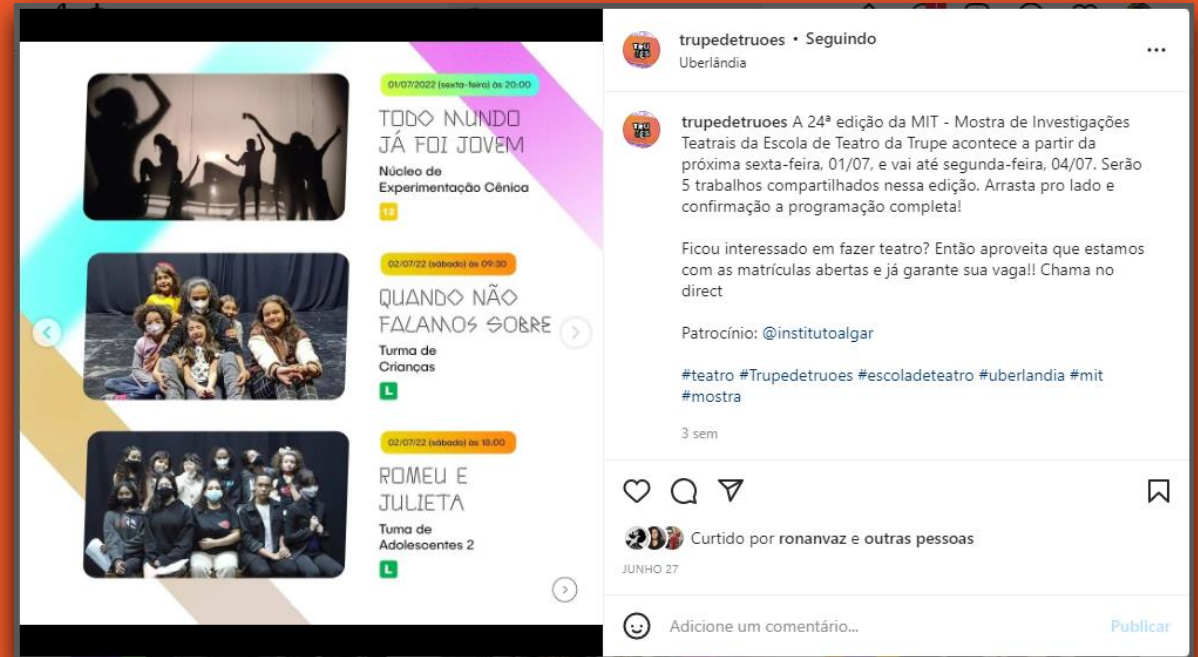 01/07/2022 (sexta-feira) às 20:00
TODO MUNDO
JÁ FOI JOVEM
Núcleo de
Experimentação Cênica
12
02/07/22 (sábado) às 09:30
QUANDO NÃO
FALAMOS SOBRE
Turma de
Crianças
L
02/07/22 (sábado) às 18:00
ROMEU E
JULIETA
Tuma de
Adolescentes 2
L
trupedetruoes • Seguindo
Uberlândia
trupedetruoes A 24ª edição da MIT - Mostra de Investigações
Teatrais da Escola de Teatro da Trupe acontece a partir da
próxima sexta-feira, 01/07, e vai até segunda-feira, 04/07. Serão
5 trabalhos compartilhados nessa edição. Arrasta pro lado e
confirmação a programação completa!
Ficou interessado em fazer teatro? Então aproveita que estamos
com as matrículas abertas e já garante sua vaga!! Chama no
direct
Patrocínio: @institutoalgar
#teatro #Trupedetruoes #escoladeteatro #uberlandia #mit
#mostra
3 sem
Curtido por ronanvaz e outras pessoas
JUNHO 27
Adicione um comentário...
Publicar